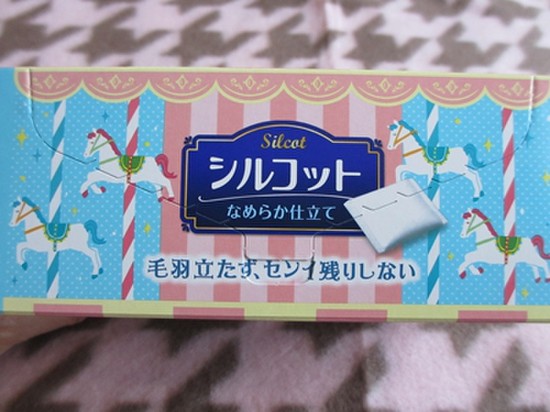 Silcot
シルコット
なめらか仕立て
毛羽立たず、センイ残りしない